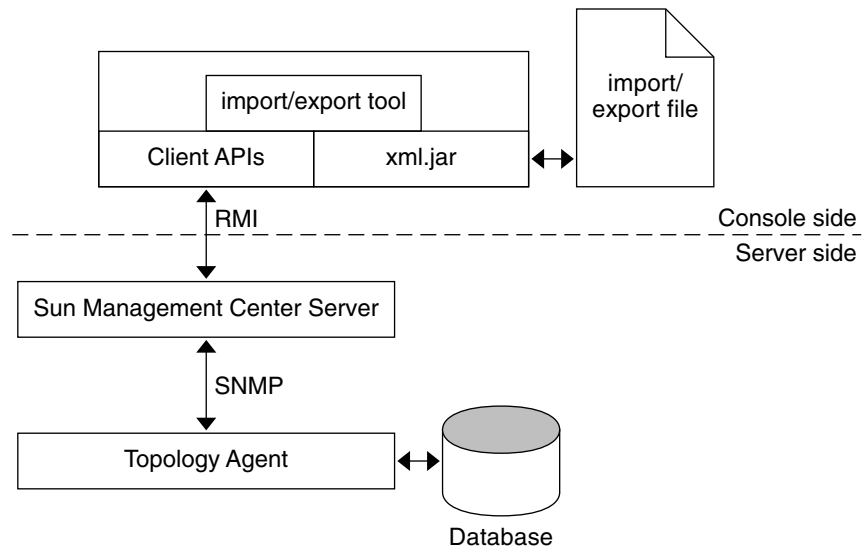 import/export tool
import/
export file
Client APIs
xml.jar
RMI
Console side
Server side
Sun Management Center Server
SNMP
Topology Agent
Database